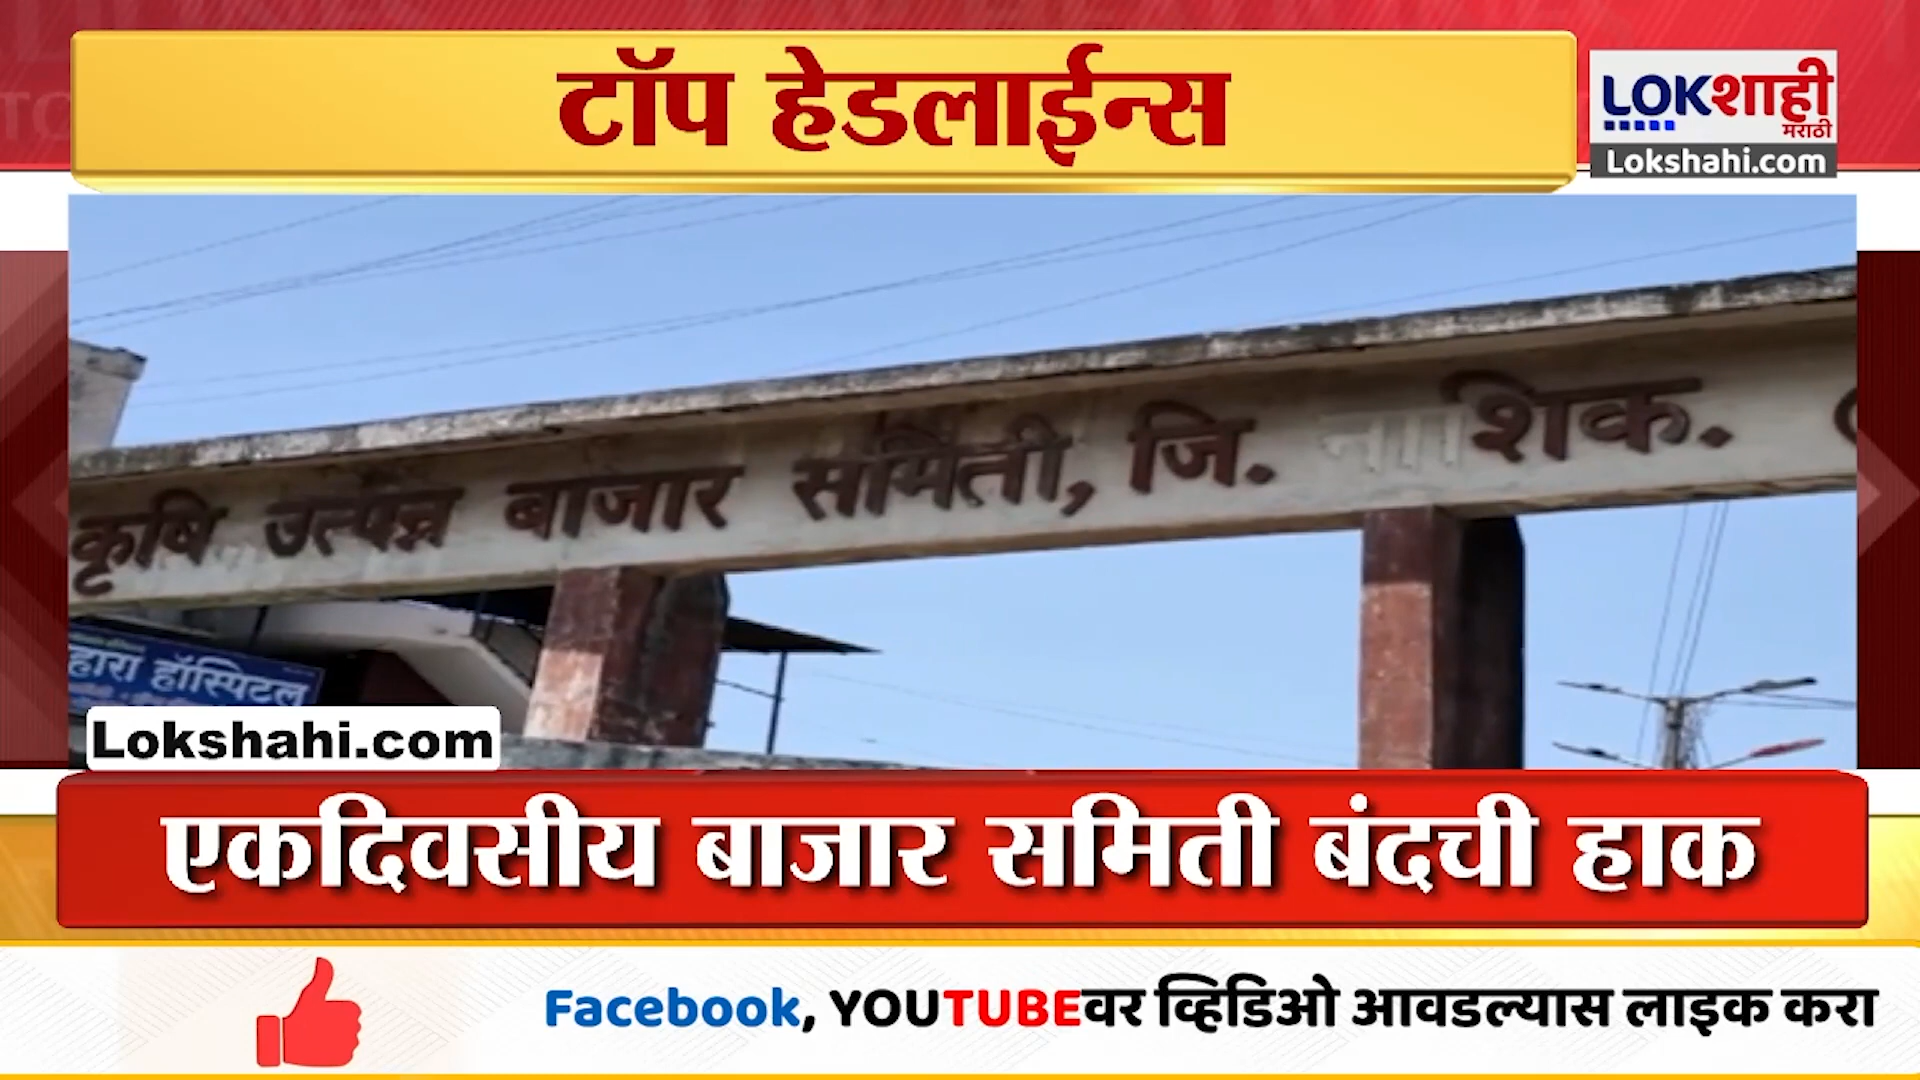 टॉप हेडलाईन्स
LOKशाही
मराठी
Lokshahi.com
कृषि उत्पन्न बाजार समिती, जि. नाशिक.
हारा हॉस्पिटल
Lokshahi.com
एकदिवसीय बाजार समिती बंदची हाक
Facebook, YOUTUBEवर व्हिडिओ आवडल्यास लाइक करा